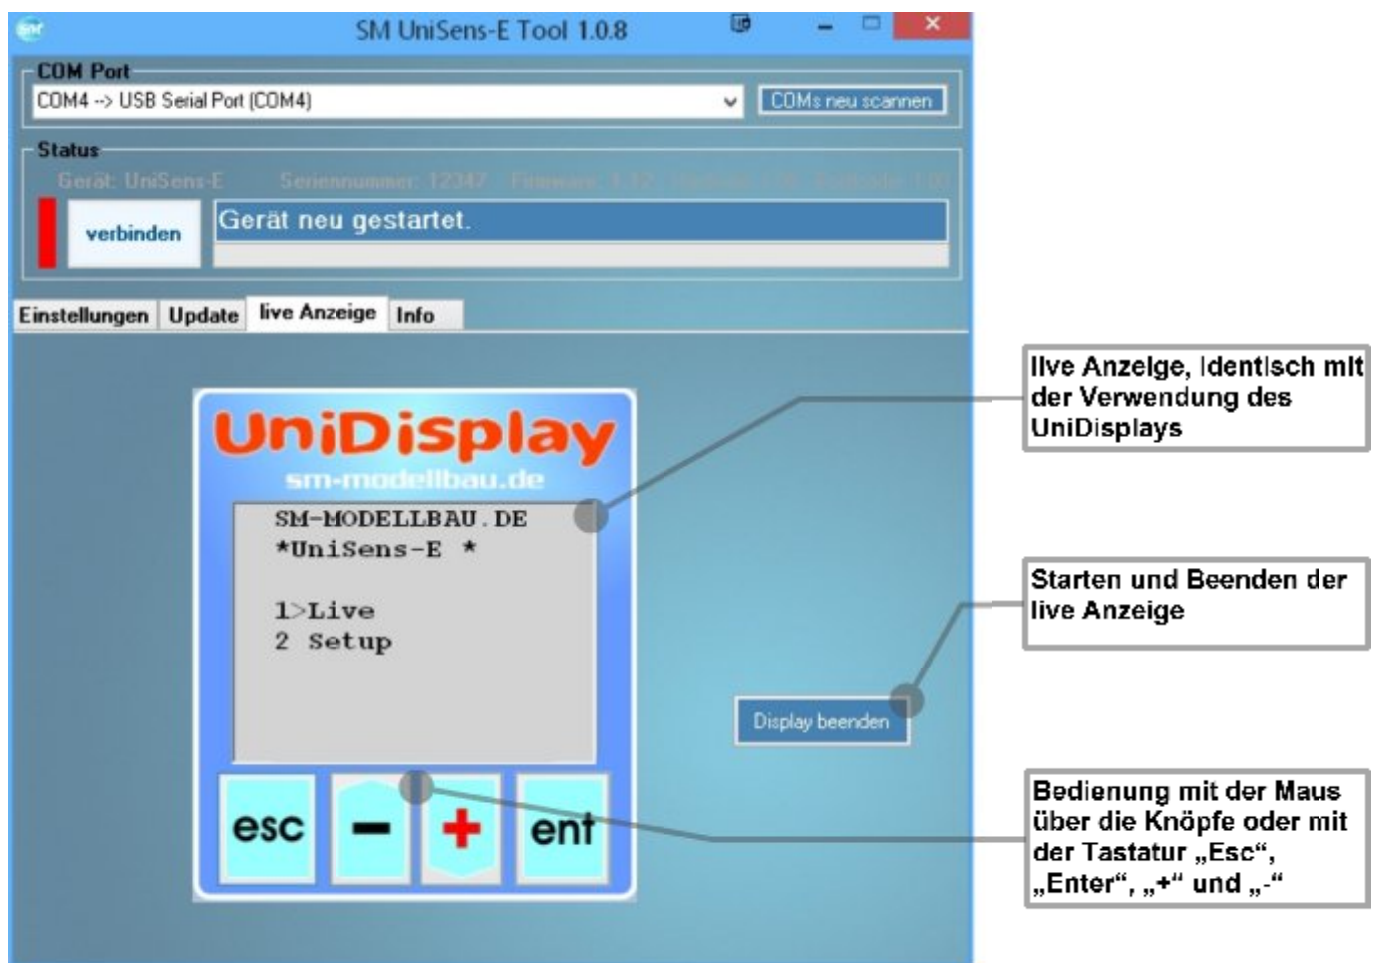 SM UniSens-E Tool 1.0.8
COM Port
COM4 --> USB Serial Port (COM4)
COMs neu scannen
Status
Gerät: UniSens-E Seriennummer: 12347 Firmware: 1.12
verbinden
Gerät neu gestartet.
Einstellungen Update live Anzeige Info
UniDisplay
sm-modellbau.de
SM-MODELLBAU.DE
*UniSens-E *
1>Live
2 Setup
Display beenden
esc - + ent
live Anzeige, identisch mit
der Verwendung des
UniDisplays
Starten und Beenden der
live Anzeige
Bedienung mit der Maus
über die Knöpfe oder mit
der Tastatur „Esc“,
„Enter“, „+“ und „-“